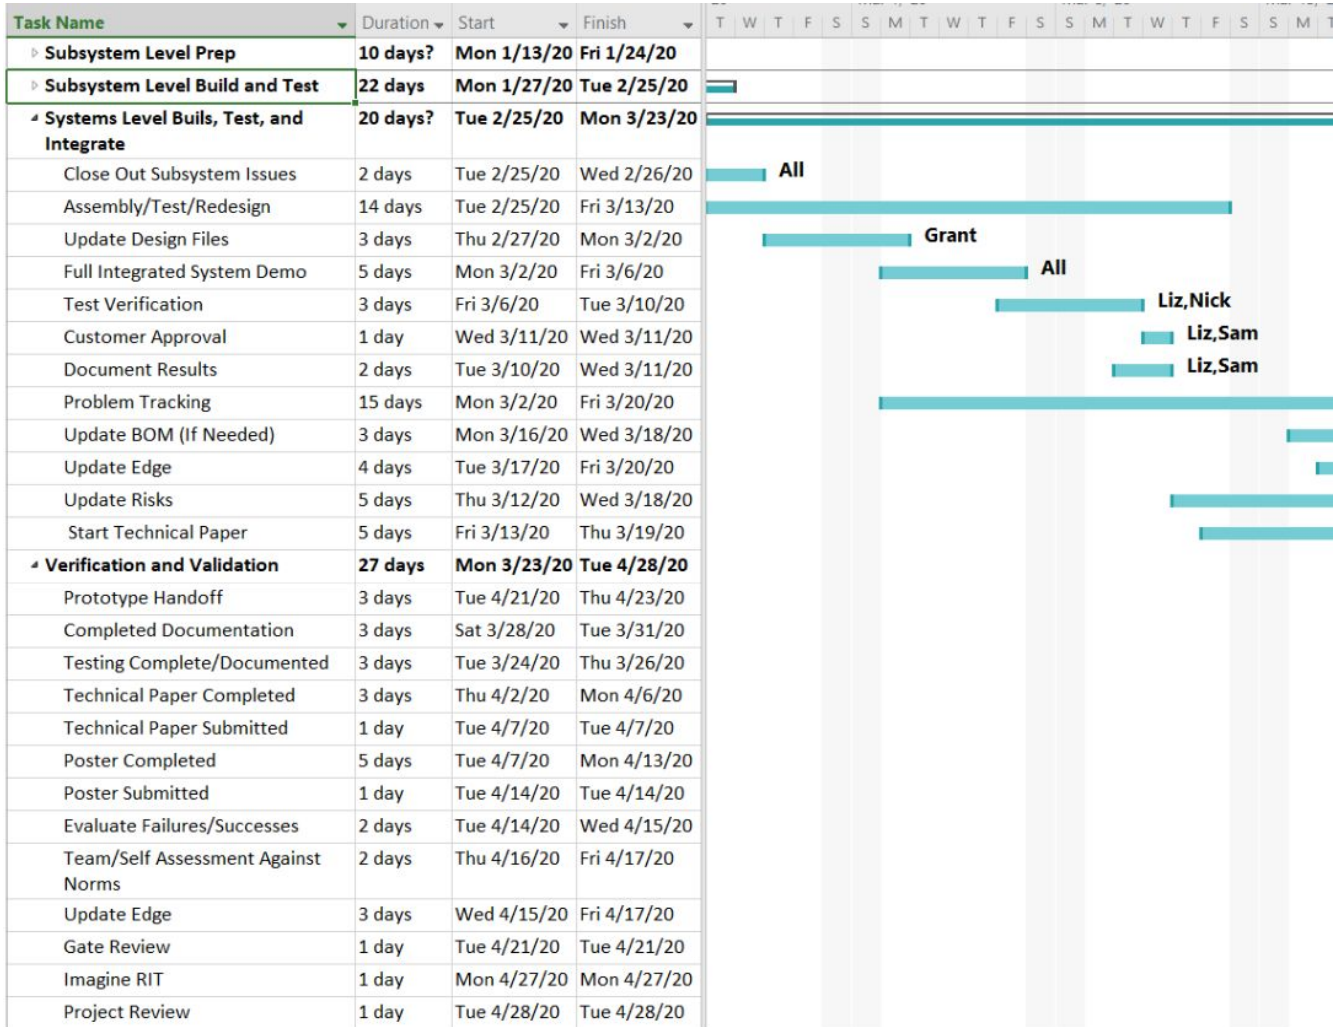 Task Name Duration Start Finish
T W T F S S M T W T F S S M T W T F S S M T
Subsystem Level Prep 10 days? Mon 1/13/20 Fri 1/24/20
Subsystem Level Build and Test 22 days Mon 1/27/20 Tue 2/25/20
Systems Level Buils, Test, and 20 days? Tue 2/25/20 Mon 3/23/20
Integrate
Close Out Subsystem Issues 2 days Tue 2/25/20 Wed 2/26/20 All
Assembly/Test/Redesign 14 days Tue 2/25/20 Fri 3/13/20
Update Design Files 3 days Thu 2/27/20 Mon 3/2/20 Grant
Full Integrated System Demo 5 days Mon 3/2/20 Fri 3/6/20 All
Test Verification 3 days Fri 3/6/20 Tue 3/10/20 Liz,Nick
Customer Approval 1 day Wed 3/11/20 Wed 3/11/20 Liz,Sam
Document Results 2 days Tue 3/10/20 Wed 3/11/20 Liz,Sam
Problem Tracking 15 days Mon 3/2/20 Fri 3/20/20
Update BOM (If Needed) 3 days Mon 3/16/20 Wed 3/18/20
Update Edge 4 days Tue 3/17/20 Fri 3/20/20
Update Risks 5 days Thu 3/12/20 Wed 3/18/20
Start Technical Paper 5 days Fri 3/13/20 Thu 3/19/20
Verification and Validation 27 days Mon 3/23/20 Tue 4/28/20
Prototype Handoff 3 days Tue 4/21/20 Thu 4/23/20
Completed Documentation 3 days Sat 3/28/20 Tue 3/31/20
Testing Complete/Documented 3 days Tue 3/24/20 Thu 3/26/20
Technical Paper Completed 3 days Thu 4/2/20 Mon 4/6/20
Technical Paper Submitted 1 day Tue 4/7/20 Tue 4/7/20
Poster Completed 5 days Tue 4/7/20 Mon 4/13/20
Poster Submitted 1 day Tue 4/14/20 Tue 4/14/20
Evaluate Failures/Successes 2 days Tue 4/14/20 Wed 4/15/20
Team/Self Assessment Against 2 days Thu 4/16/20 Fri 4/17/20
Norms
Update Edge 3 days Wed 4/15/20 Fri 4/17/20
Gate Review 1 day Tue 4/21/20 Tue 4/21/20
Imagine RIT 1 day Mon 4/27/20 Mon 4/27/20
Project Review 1 day Tue 4/28/20 Tue 4/28/20